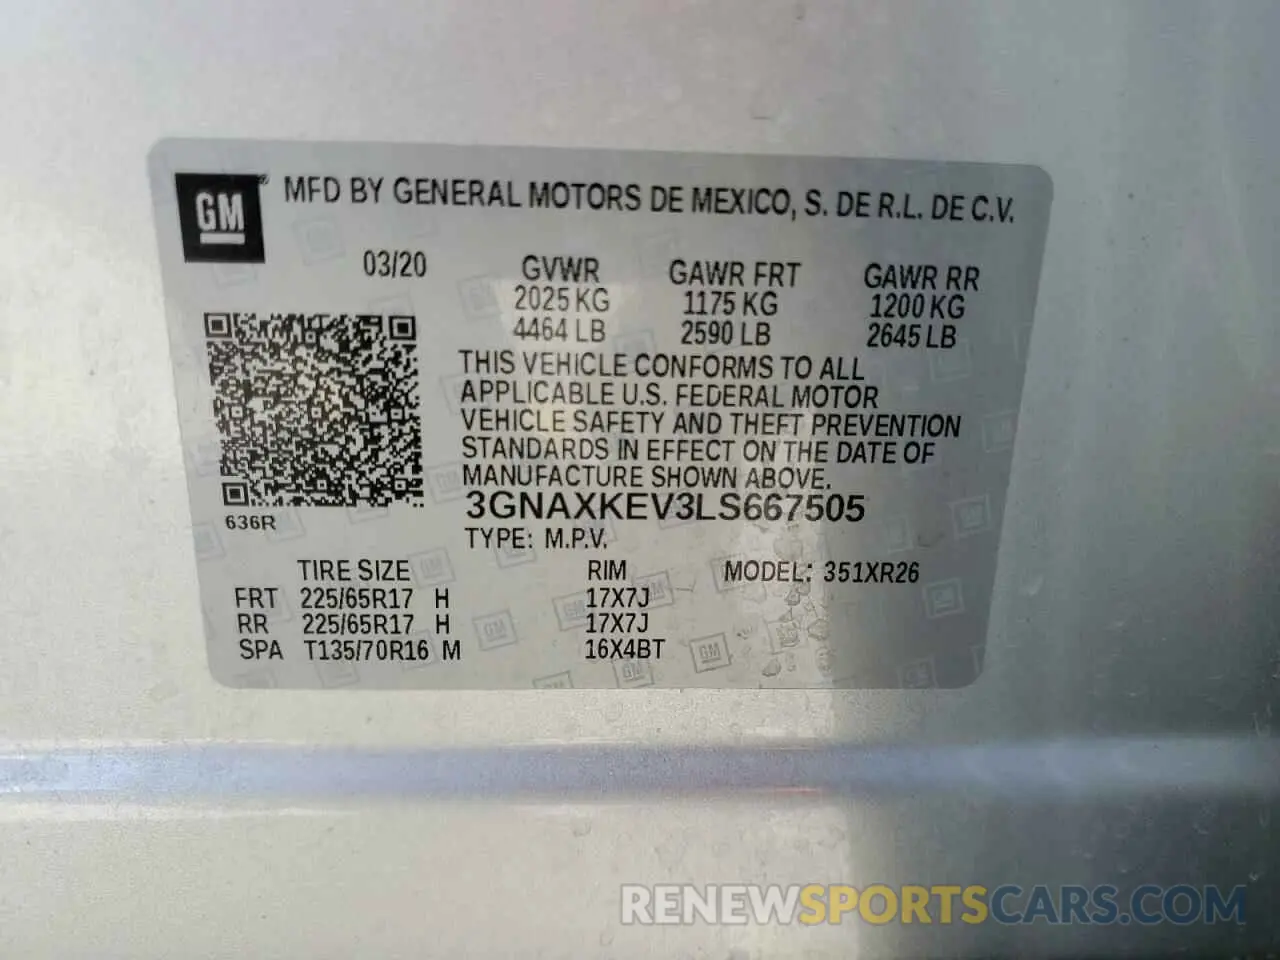 GM MFD BY GENERAL MOTORS DE MEXICO, S. DE R.L. DE C.V.
03/20 GVWR GAWR FRT GAWR RR
2025 KG 1175 KG 1200 KG
4464 LB 2590 LB 2645 LB
THIS VEHICLE CONFORMS TO ALL
APPLICABLE U.S. FEDERAL MOTOR
VEHICLE SAFETY AND THEFT PREVENTION
STANDARDS IN EFFECT ON THE DATE OF
MANUFACTURE SHOWN ABOVE.
3GNAXKEV3LS667505
636R
TYPE: M.P.V.
TIRE SIZE RIM MODEL: 351XR26
FRT 225/65R17 H 17X7J
RR 225/65R17 H 17X7J
SPA T135/70R16 M 16X4BT
RENEWSPORTSCARS.COM